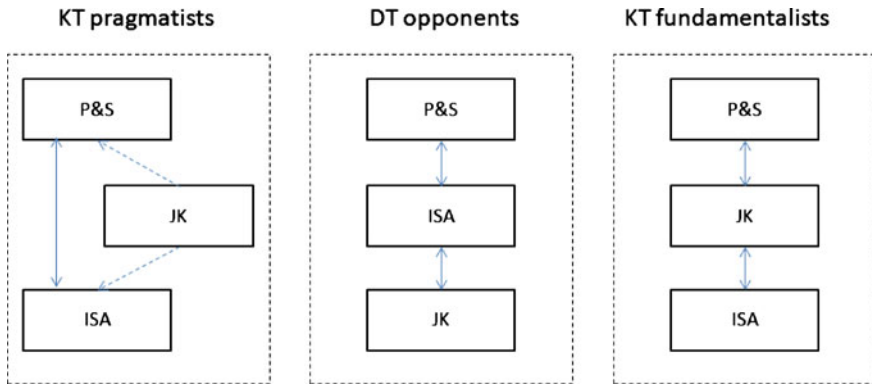 KT pragmatists
P&S
JK
ISA
DT opponents
P&S
ISA
JK
KT fundamentalists
P&S
JK
ISA